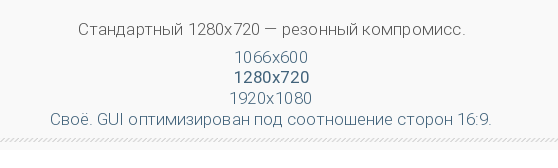 Стандартный 1280x720 — резонный компромисс.
1066x600
1280x720
1920x1080
Своё. GUI оптимизирован под соотношение сторон 16:9.